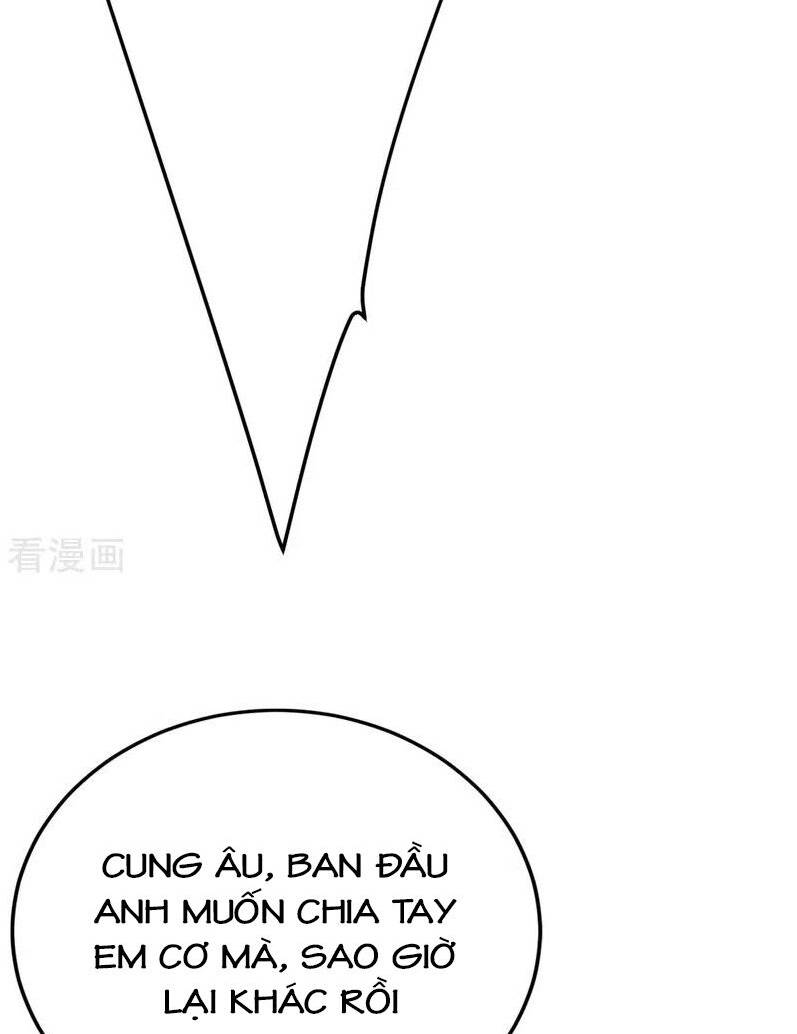 看漫画
CUNG ÂU, BAN ĐẦU
ANH MUỐN CHIA TAY
EM CƠ MÀ, SAO GIỜ
LẠI KHÁC RỒI